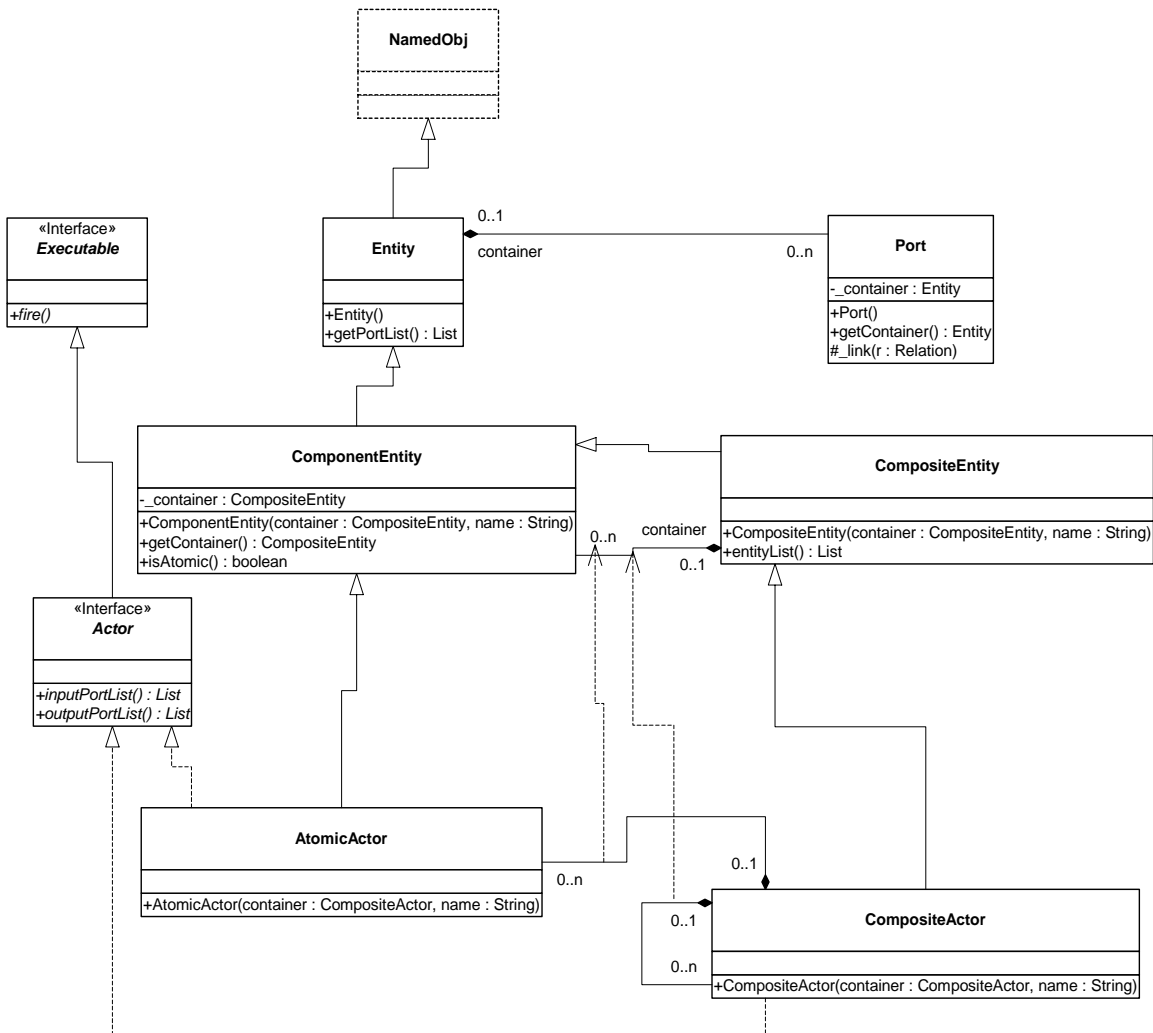 NamedObj
«Interface»
Executable
+fire()
Entity
+Entity()
+getPortList() : List
0..1
container
0..n
Port
-_container : Entity
+Port()
+getContainer() : Entity
#_link(r : Relation)
ComponentEntity
-_container : CompositeEntity
+ComponentEntity(container : CompositeEntity, name : String)
+getContainer() : CompositeEntity
+isAtomic() : boolean
0..n
container
0..1
CompositeEntity
+CompositeEntity(container : CompositeEntity, name : String)
+entityList() : List
«Interface»
Actor
+inputPortList() : List
+outputPortList() : List
AtomicActor
+AtomicActor(container : CompositeActor, name : String)
0..n
0..1
0..1
0..n
CompositeActor
+CompositeActor(container : CompositeActor, name : String)